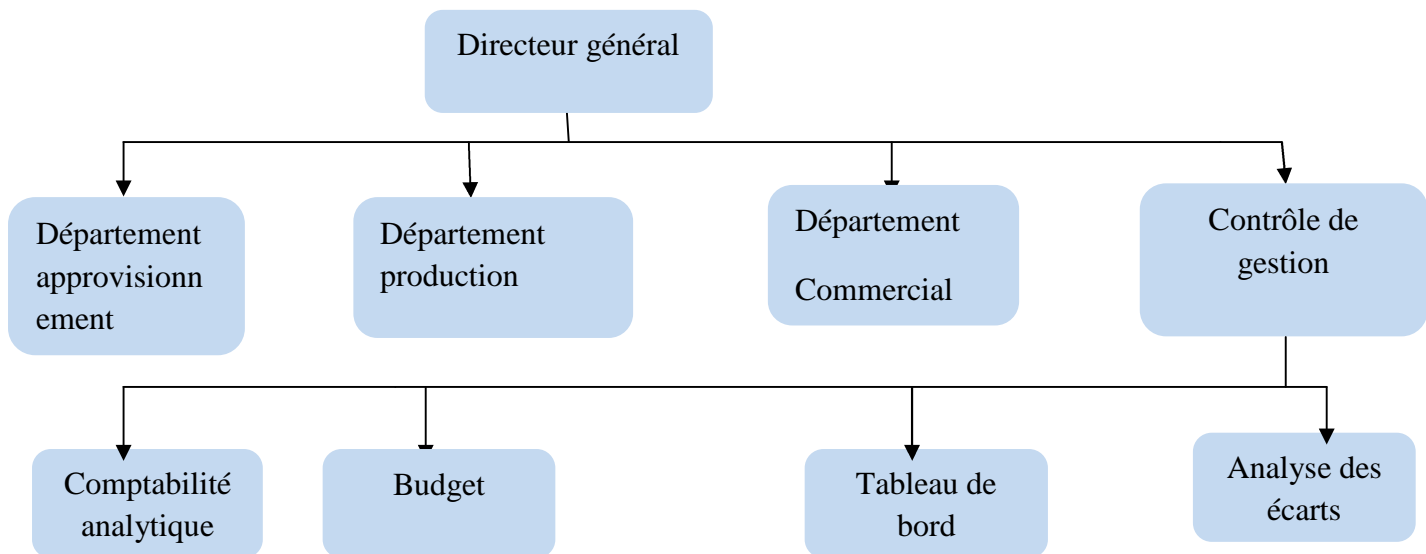 Directeur général
Département
approvisionn
ement
Département
production
Département
Commercial
Contrôle de
gestion
Comptabilité
analytique
Budget
Tableau de
bord
Analyse des
écarts